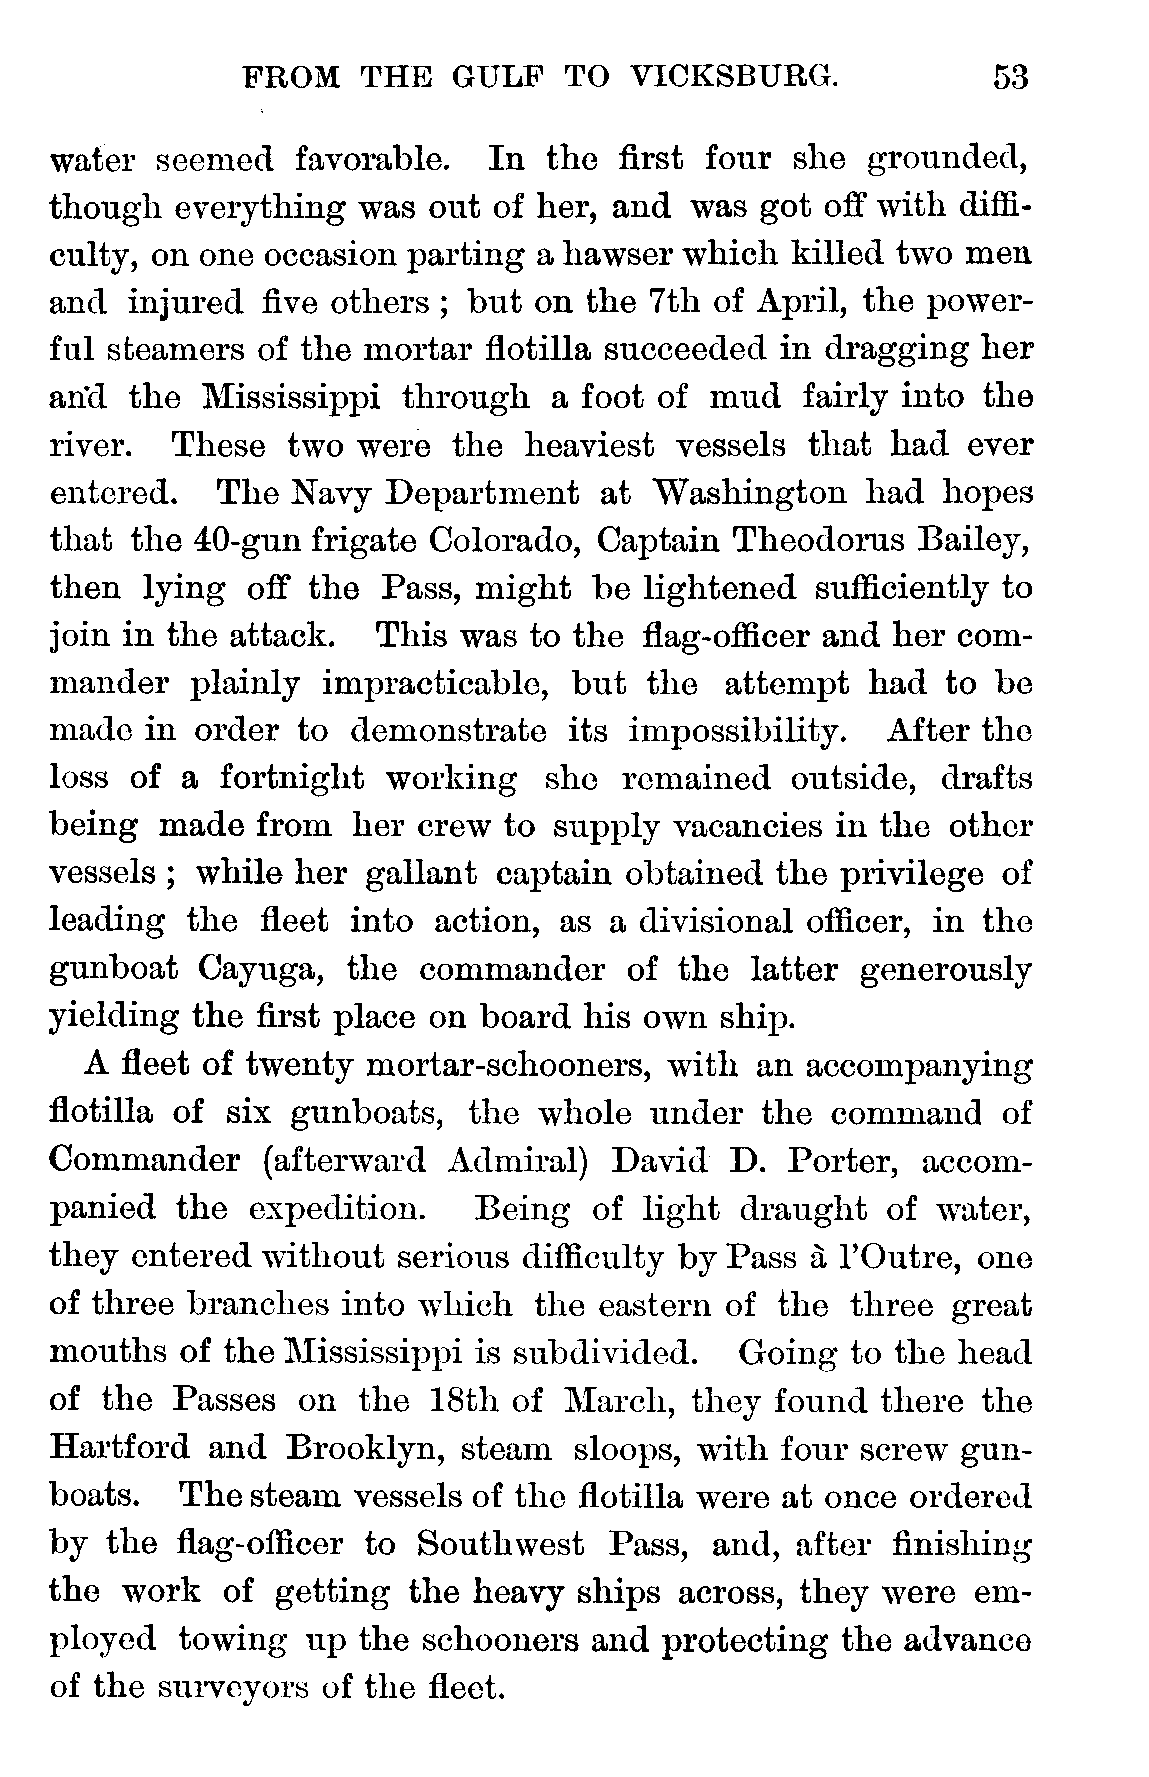 FROM THE GULF TO VICKSBURG. 53
water seemed favorable. In the first four she grounded,
though everything was out of her, and was got off with diffi-
culty, on one occasion parting a hawser which killed two men
and injured five others ; but on the 7th of April, the power-
ful steamers of the mortar flotilla succeeded in dragging her
and the Mississippi through a foot of mud fairly into the
river. These two were the heaviest vessels that had ever
entered. The Navy Department at Washington had hopes
that the 40-gun frigate Colorado, Captain Theodorus Bailey,
then lying off the Pass, might be lightened sufficiently to
join in the attack. This was to the flag-officer and her com-
mander plainly impracticable, but the attempt had to be
made in order to demonstrate its impossibility. After the
loss of a fortnight working she remained outside, drafts
being made from her crew to supply vacancies in the other
vessels ; while her gallant captain obtained the privilege of
leading the fleet into action, as a divisional officer, in the
gunboat Cayuga, the commander of the latter generously
yielding the first place on board his own ship.
A fleet of twenty mortar-schooners, with an accompanying
flotilla of six gunboats, the whole under the command of
Commander (afterward Admiral) David D. Porter, accom-
panied the expedition. Being of light draught of water,
they entered without serious difficulty by Pass à l'Outre, one
of three branches into which the eastern of the three great
mouths of the Mississippi is subdivided. Going to the head
of the Passes on the 18th of March, they found there the
Hartford and Brooklyn, steam sloops, with four screw gun-
boats. The steam vessels of the flotilla were at once ordered
by the flag-officer to Southwest Pass, and, after finishing
the work of getting the heavy ships across, they were em-
ployed towing up the schooners and protecting the advance
of the surveyors of the fleet.